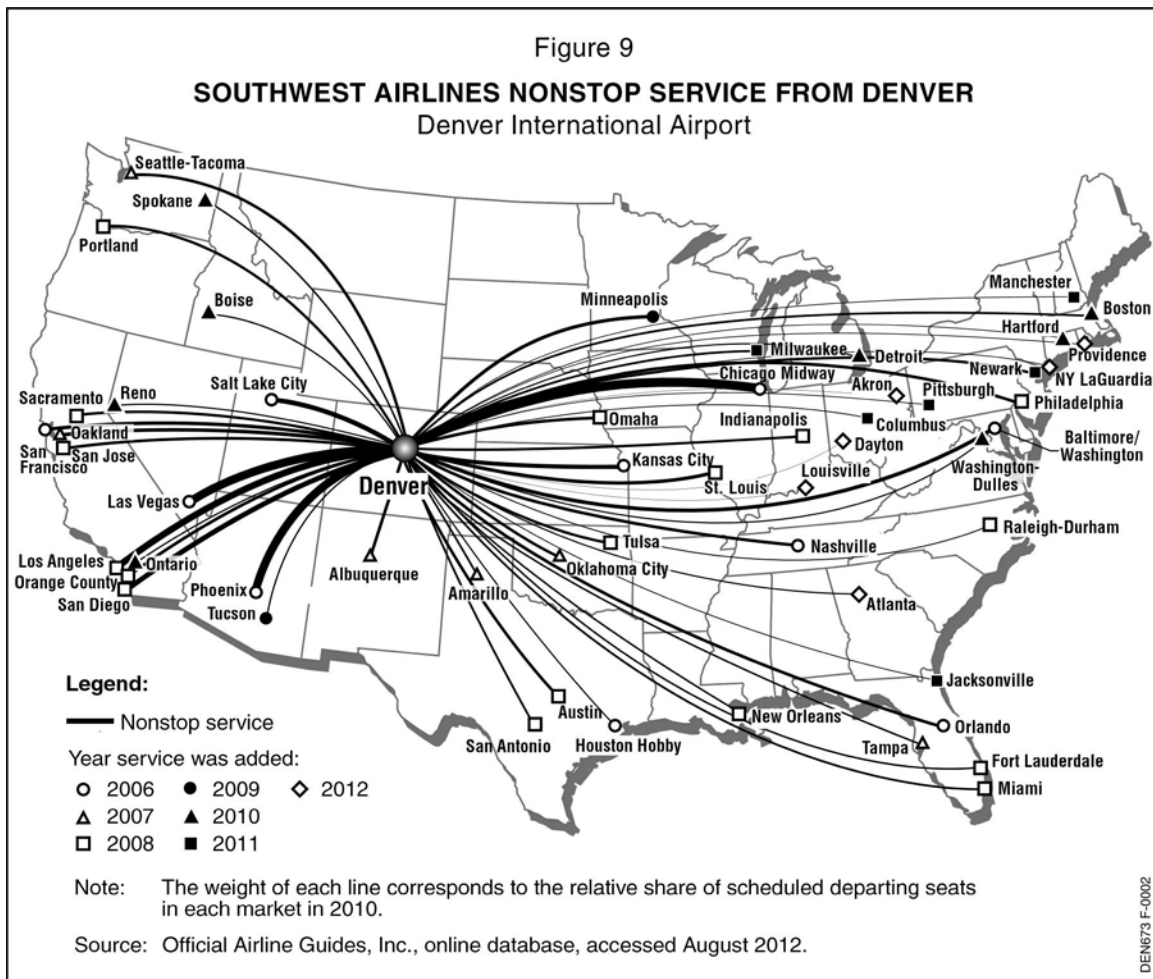 Figure 9
SOUTHWEST AIRLINES NONSTOP SERVICE FROM DENVER
Denver International Airport
Seattle-Tacoma
Spokane
Portland
Boise
Minneapolis
Manchester
Boston
Hartford
Providence
Milwaukee
Detroit
Newark
NY LaGuardia
Chicago Midway
Akron
Pittsburgh
Philadelphia
Salt Lake City
Sacramento
Reno
Oakland
San
Francisco
San Jose
Omaha
Indianapolis
Columbus
Dayton
Baltimore/
Washington
Washington-
Dulles
Kansas City
St. Louis
Louisville
Denver
Las Vegas
Raleigh-Durham
Nashville
Tulsa
Oklahoma City
Los Angeles
Ontario
Orange County
San Diego
Phoenix
Tucson
Albuquerque
Amarillo
Atlanta
Jacksonville
Austin
San Antonio
Houston Hobby
New Orleans
Orlando
Tampa
Fort Lauderdale
Miami
Legend:
Nonstop service
Year service was added:
2006 2009 2012
2007 2010
2008 2011
Note: The weight of each line corresponds to the relative share of scheduled departing seats
in each market in 2010.
Source: Official Airline Guides, Inc., online database, accessed August 2012.
DEN673 F-0002